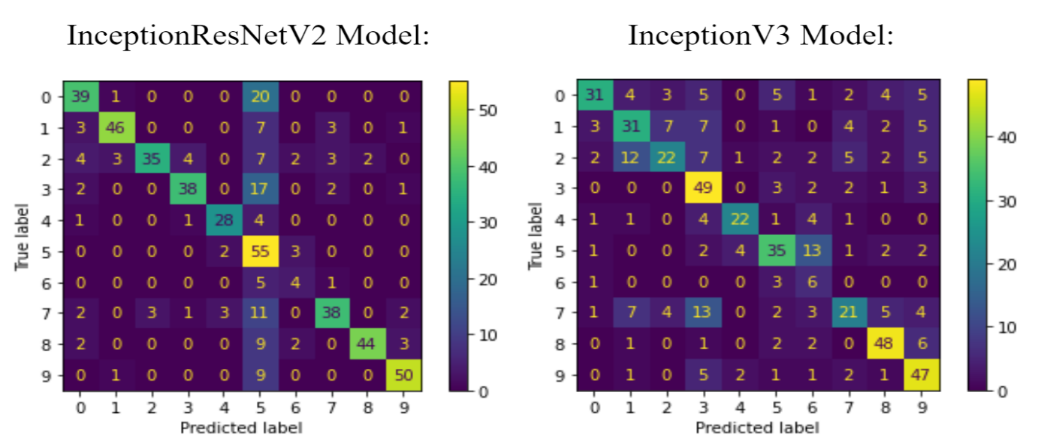 InceptionResNetV2 Model:
InceptionV3 Model:
True label
0 39 1 0 0 0 20 0 0 0 0
1 3 46 0 0 0 7 0 3 0 1
2 4 3 35 4 0 7 2 3 2 0
3 2 0 0 38 0 17 0 2 0 1
4 1 0 0 1 28 4 0 0 0 0
5 0 0 0 0 2 55 3 0 0 0
6 0 0 0 0 0 5 4 1 0 0
7 2 0 3 1 3 11 0 38 0 2
8 2 0 0 0 0 9 2 0 44 3
9 0 1 0 0 0 9 0 0 0 50
0 1 2 3 4 5 6 7 8 9
Predicted label
50
40
30
20
10
0
True label
0 31 4 3 5 0 5 1 2 4 5
1 3 31 7 7 0 1 0 4 2 5
2 2 12 22 7 1 2 2 5 2 5
3 0 0 0 49 0 3 2 2 1 3
4 1 1 0 4 22 1 4 1 0 0
5 1 0 0 2 4 35 13 1 2 2
6 1 0 0 0 0 3 6 0 0 0
7 1 7 4 13 0 2 3 21 5 4
8 0 1 0 1 0 2 2 0 48 6
9 0 1 0 5 2 1 1 2 1 47
0 1 2 3 4 5 6 7 8 9
Predicted label
40
30
20
10
0